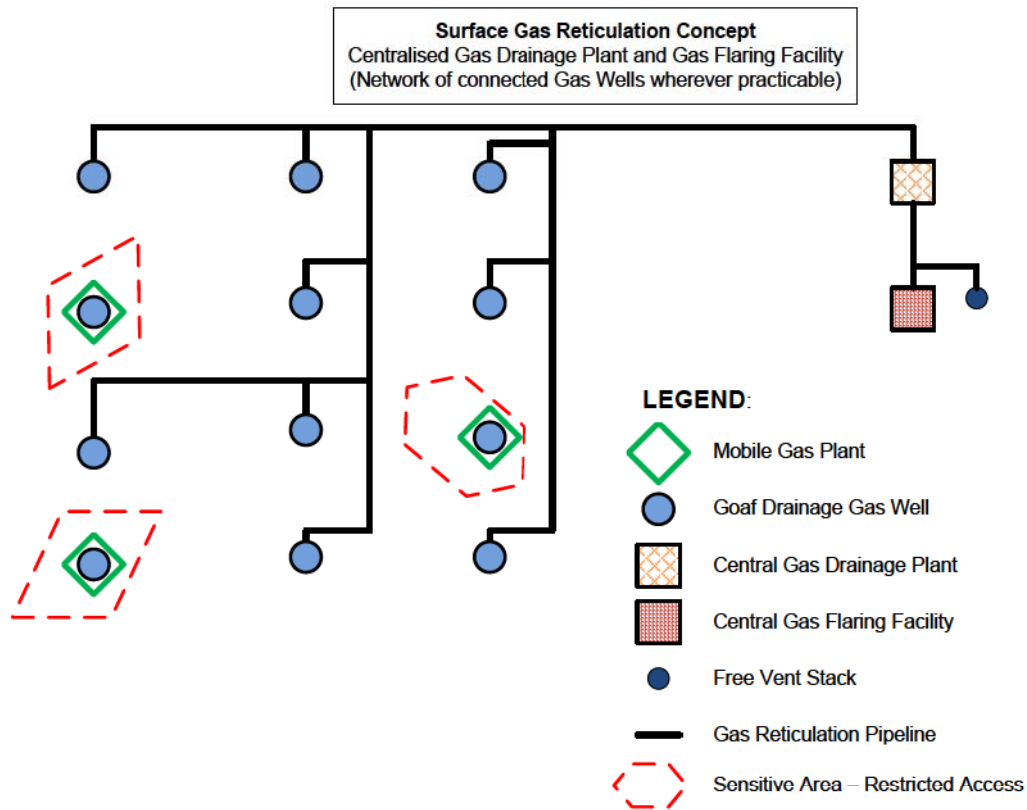 Surface Gas Reticulation Concept
Centralised Gas Drainage Plant and Gas Flaring Facility
(Network of connected Gas Wells wherever practicable)
LEGEND:
Mobile Gas Plant
Goaf Drainage Gas Well
Central Gas Drainage Plant
Central Gas Flaring Facility
Free Vent Stack
Gas Reticulation Pipeline
Sensitive Area – Restricted Access